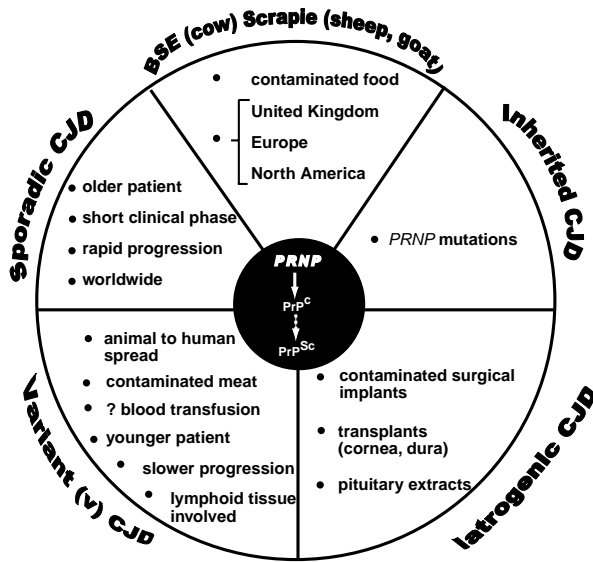 BSE (cow) Scrapie (sheep, goat)
• contaminated food
• United Kingdom
Europe
North America
Inherited CJD
• PRNP mutations
Iatrogenic CJD
• contaminated surgical
implants
• transplants
(cornea, dura)
• pituitary extracts
Variant (v) CJD
• animal to human
spread
• contaminated meat
• ? blood transfusion
• younger patient
• slower progression
• lymphoid tissue
involved
Sporadic CJD
• older patient
• short clinical phase
• rapid progression
• worldwide
PRNP
PrPc
PrPSc